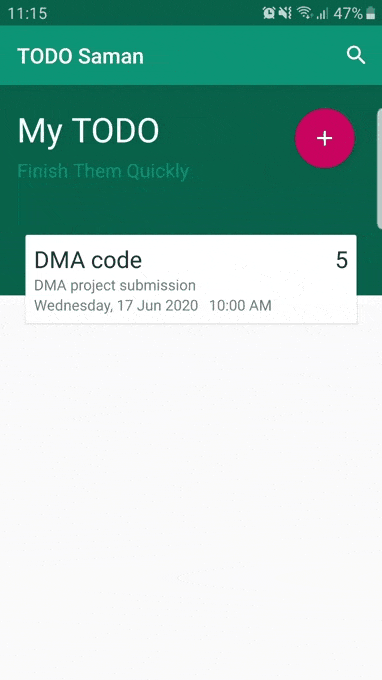 11:15 47%
TODO Saman
My TODO
+
Finish Them Quickly
DMA code 5
DMA project submission
Wednesday, 17 Jun 2020 10:00 AM